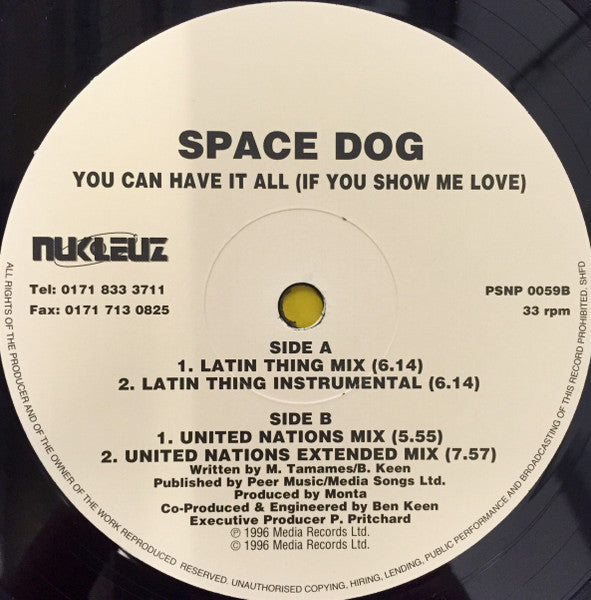 SPACE DOG
YOU CAN HAVE IT ALL (IF YOU SHOW ME LOVE)
NUKLEUZ
Tel: 0171 833 3711
Fax: 0171 713 0825
PSNP 0059B
33 rpm
SIDE A
1. LATIN THING MIX (6.14)
2. LATIN THING INSTRUMENTAL (6.14)
SIDE B
1. UNITED NATIONS MIX (5.55)
2. UNITED NATIONS EXTENDED MIX (7.57)
Written by M. Tamames/B. Keen
Published by Peer Music/Media Songs Ltd.
Produced by Monta
Co-Produced & Engineered by Ben Keen
Executive Producer P. Pritchard
℗ 1996 Media Records Ltd.
© 1996 Media Records Ltd.
ALL RIGHTS OF THE PRODUCER AND OF THE OWNER OF THE WORK REPRODUCED RESERVED. UNAUTHORISED COPYING, HIRING, LENDING, PUBLIC PERFORMANCE AND BROADCASTING OF THIS RECORD PROHIBITED. SHFD